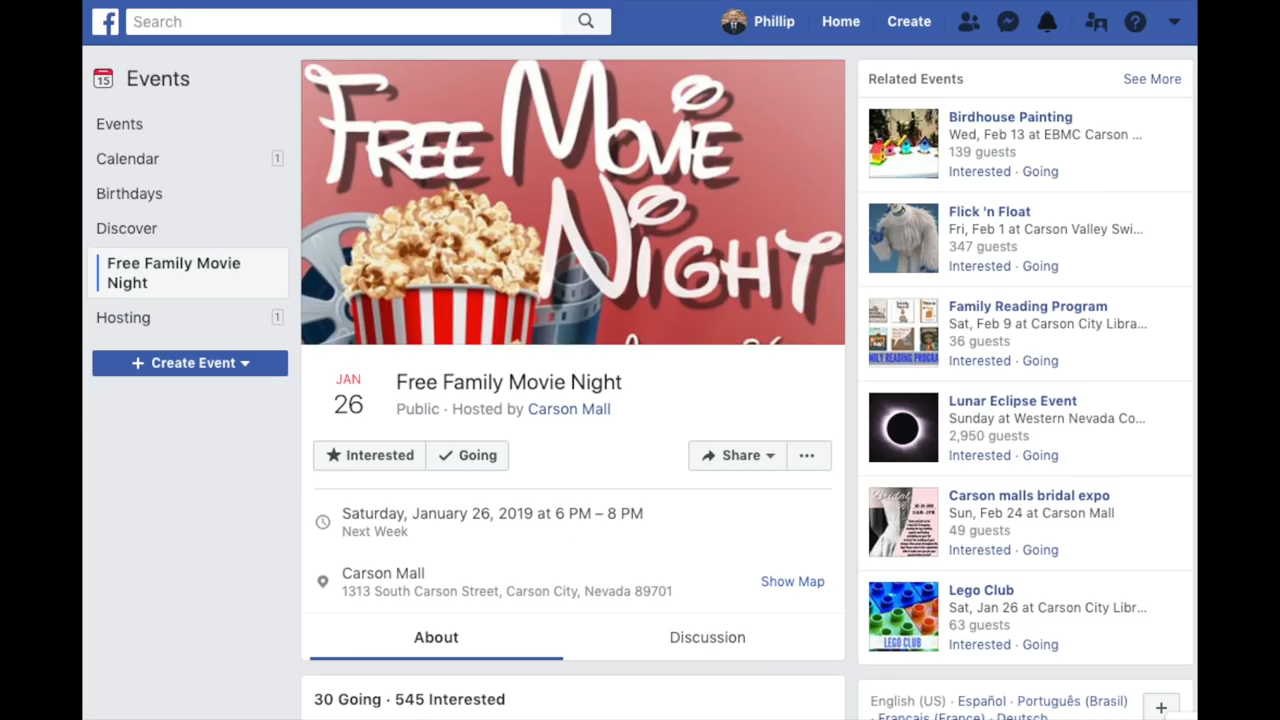 Search
Phillip
Home
Create
15
Events
Events
Calendar 1
Birthdays
Discover
Free Family Movie
Night
Hosting 1
+ Create Event
FREE MOVIE
NIGHT
JAN
26
Free Family Movie Night
Public · Hosted by Carson Mall
Interested
Going
Share
Saturday, January 26, 2019 at 6 PM – 8 PM
Next Week
Carson Mall
1313 South Carson Street, Carson City, Nevada 89701
Show Map
About
Discussion
30 Going · 545 Interested
Related Events
See More
Birdhouse Painting
Wed, Feb 13 at EBMC Carson ...
139 guests
Interested · Going
Flick 'n Float
Fri, Feb 1 at Carson Valley Swi...
347 guests
Interested · Going
Family Reading Program
Sat, Feb 9 at Carson City Libra...
36 guests
Interested · Going
Lunar Eclipse Event
Sunday at Western Nevada Co...
2,950 guests
Interested · Going
Bridal
Carson malls bridal expo
Sun, Feb 24 at Carson Mall
49 guests
Interested · Going
LEGO CLUB
Lego Club
Sat, Jan 26 at Carson City Libr...
63 guests
Interested · Going
English (US) · Español · Português (Brasil)
· Français (France) · Deutsch